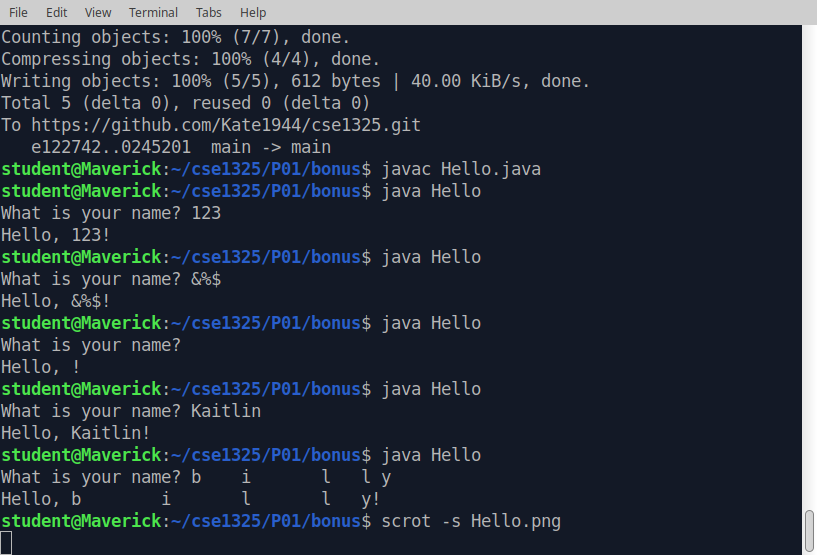 File Edit View Terminal Tabs Help
Counting objects: 100% (7/7), done.
Compressing objects: 100% (4/4), done.
Writing objects: 100% (5/5), 612 bytes | 40.00 KiB/s, done.
Total 5 (delta 0), reused 0 (delta 0)
To https://github.com/Kate1944/cse1325.git
   e122742..0245201  main -> main
student@Maverick:~/cse1325/P01/bonus$ javac Hello.java
student@Maverick:~/cse1325/P01/bonus$ java Hello
What is your name? 123
Hello, 123!
student@Maverick:~/cse1325/P01/bonus$ java Hello
What is your name? &%$
Hello, &%$!
student@Maverick:~/cse1325/P01/bonus$ java Hello
What is your name?
Hello, !
student@Maverick:~/cse1325/P01/bonus$ java Hello
What is your name? Kaitlin
Hello, Kaitlin!
student@Maverick:~/cse1325/P01/bonus$ java Hello
What is your name? b    i       l   l y
Hello, b        i       l       l   y!
student@Maverick:~/cse1325/P01/bonus$ scrot -s Hello.png